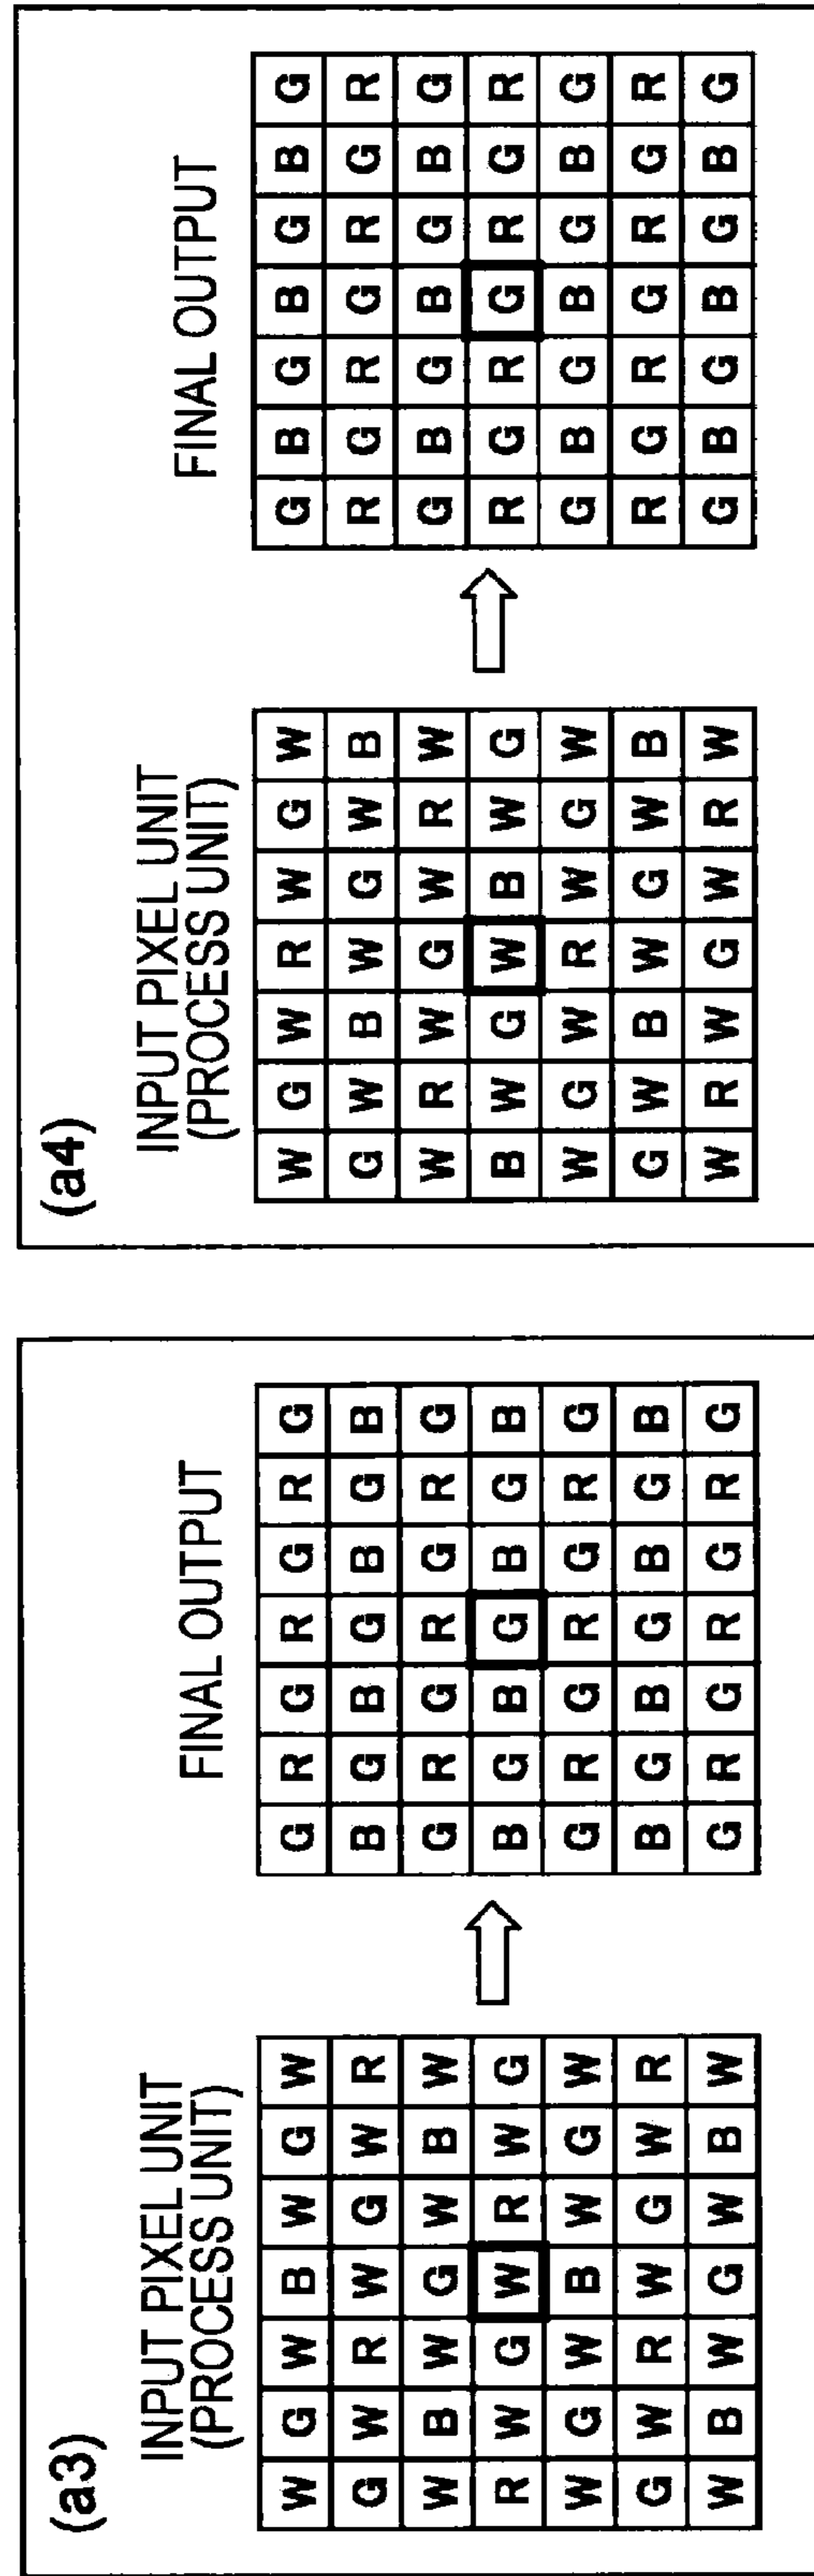 (a3)
INPUT PIXEL UNIT
(PROCESS UNIT)
W G W B W G W
G W R W G W R
W B W G W B W
R W G W R W G
W G W B W G W
G W R W G W R
W B W G W B W
FINAL OUTPUT
G R G R G R G
B G B G B G B
G R G R G R G
B G B G B G B
G R G R G R G
B G B G B G B
G R G R G R G
(a4)
INPUT PIXEL UNIT
(PROCESS UNIT)
W G W R W G W
G W B W G W B
W R W G W R W
B W G W B W G
W G W R W G W
G W B W G W B
W R W G W R W
FINAL OUTPUT
G B G B G B G
R G R G R G R
G B G B G B G
R G R G R G R
G B G B G B G
R G R G R G R
G B G B G B G